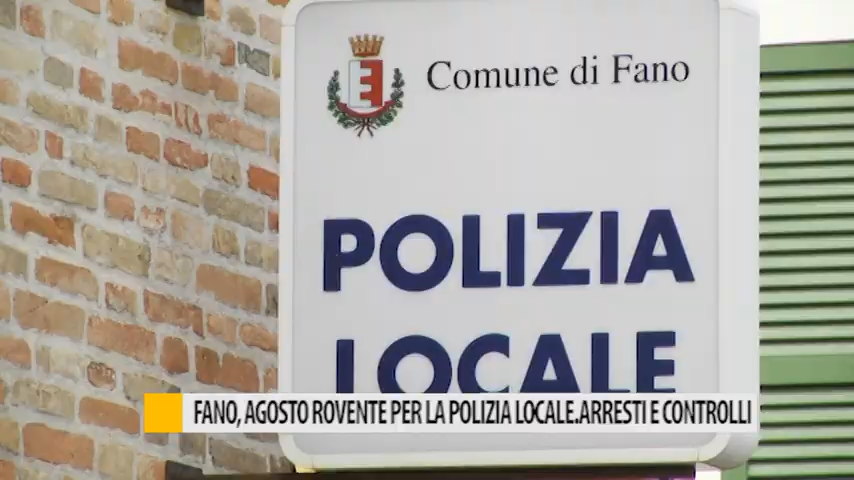 Comune di Fano
POLIZIA
LOCALE
FANO, AGOSTO ROVENTE PER LA POLIZIA LOCALE.ARRESTI E CONTROLLI